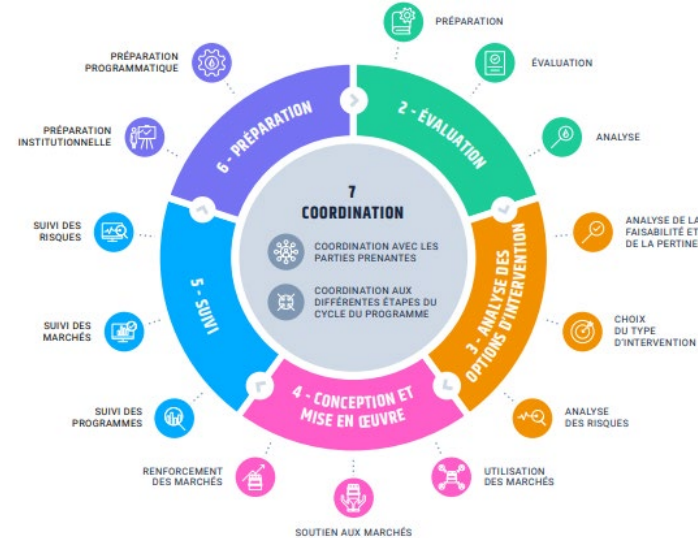 PRÉPARATION
ÉVALUATION
ANALYSE
2 - ÉVALUATION
ANALYSE DE LA
FAISABILITÉ ET
DE LA
CHOIX
DU TYPE
D'INTERVENTION
ANALYSE
DES RISQUES
3 - ANALYSE DES
OPTIONS D'INTERVENTION
UTILISATION
DES MARCHÉS
SOUTIEN AUX MARCHÉS
RENFORCEMENT
DES MARCHÉS
4 - CONCEPTION ET
MISE EN ŒUVRE
SUIVI DES
PROGRAMMES
SUIVI DES
MARCHÉS
SUIVI DES
RISQUES
5 - SUIVI
PRÉPARATION
INSTITUTIONNELLE
PRÉPARATION
PROGRAMMATIQUE
6 - PRÉPARATION
7
COORDINATION
COORDINATION AVEC LES
PARTIES PRENANTES
COORDINATION AUX
DIFFÉRENTES ÉTAPES DU
CYCLE DU PROGRAMME